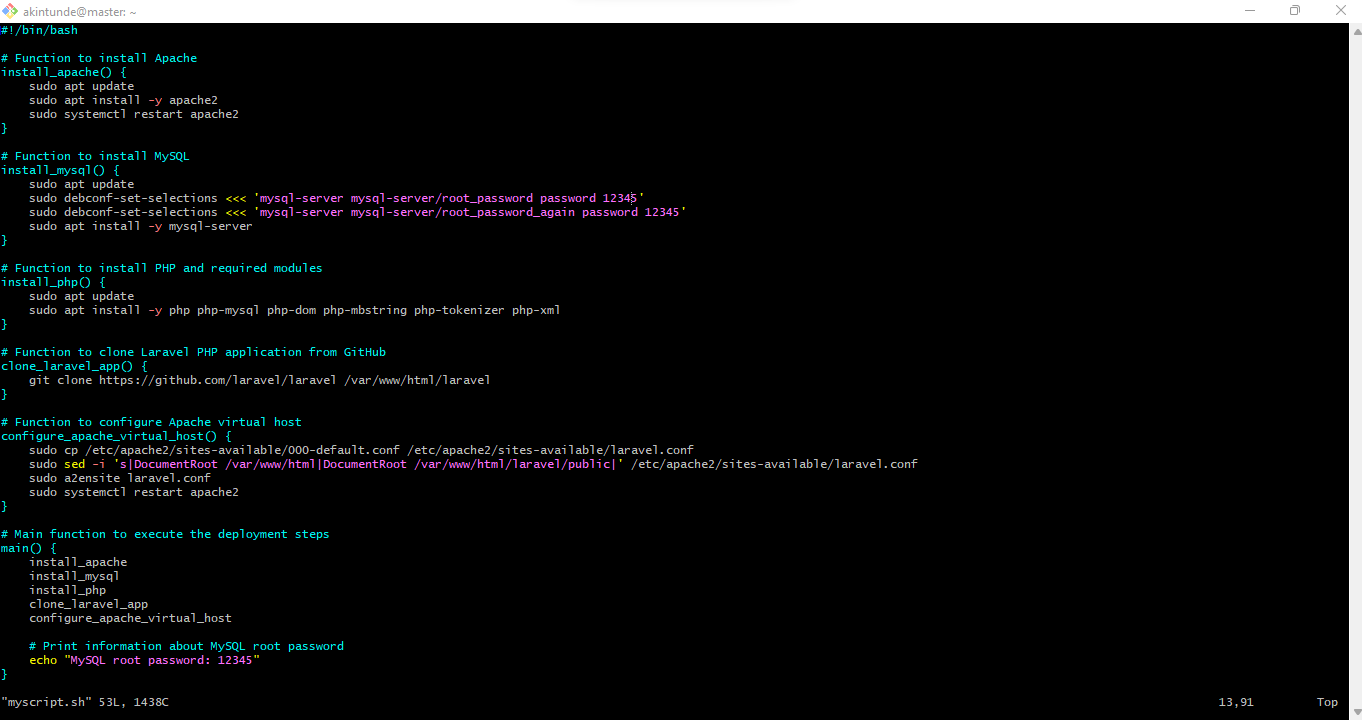 akintunde@master: ~
#!/bin/bash
# Function to install Apache
install_apache() {
    sudo apt update
    sudo apt install -y apache2
    sudo systemctl restart apache2
}
# Function to install MySQL
install_mysql() {
    sudo apt update
    sudo debconf-set-selections <<< 'mysql-server mysql-server/root_password password 12345'
    sudo debconf-set-selections <<< 'mysql-server mysql-server/root_password_again password 12345'
    sudo apt install -y mysql-server
}
# Function to install PHP and required modules
install_php() {
    sudo apt update
    sudo apt install -y php php-mysql php-dom php-mbstring php-tokenizer php-xml
}
# Function to clone Laravel PHP application from GitHub
clone_laravel_app() {
    git clone https://github.com/laravel/laravel /var/www/html/laravel
}
# Function to configure Apache virtual host
configure_apache_virtual_host() {
    sudo cp /etc/apache2/sites-available/000-default.conf /etc/apache2/sites-available/laravel.conf
    sudo sed -i 's|DocumentRoot /var/www/html|DocumentRoot /var/www/html/laravel/public|' /etc/apache2/sites-available/laravel.conf
    sudo a2ensite laravel.conf
    sudo systemctl restart apache2
}
# Main function to execute the deployment steps
main() {
    install_apache
    install_mysql
    install_php
    clone_laravel_app
    configure_apache_virtual_host
    # Print information about MySQL root password
    echo "MySQL root password: 12345"
}
"myscript.sh" 53L, 1438C 13,91 Top